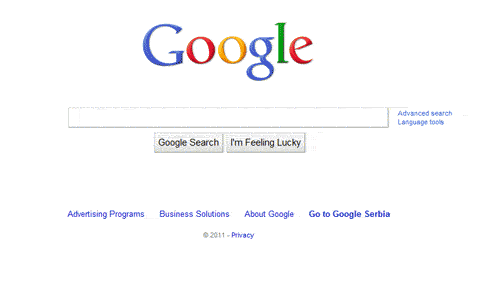 Google
Advanced search
Language tools
Google Search I'm Feeling Lucky
Advertising Programs Business Solutions About Google Go to Google Serbia
© 2011 - Privacy